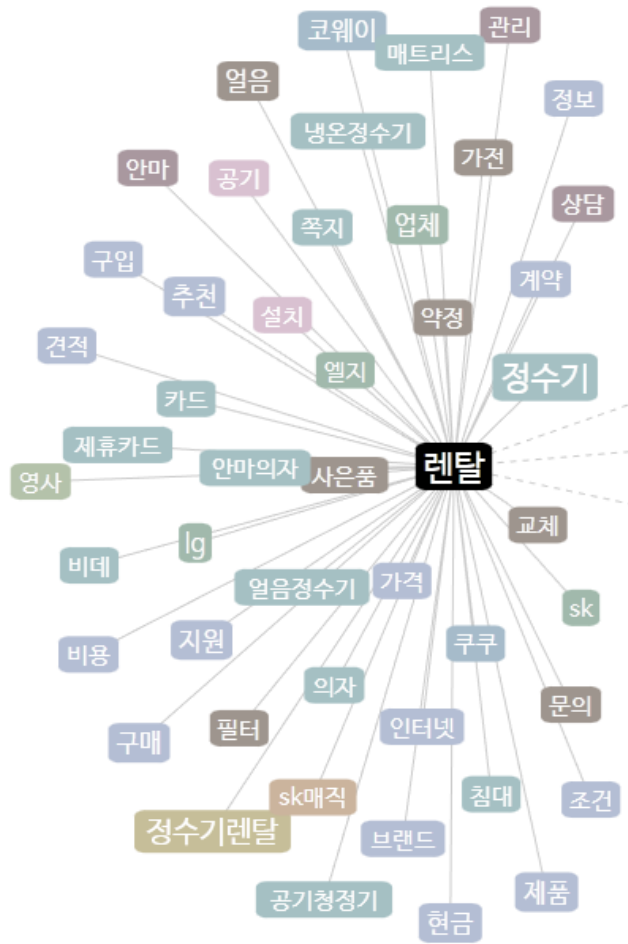 코웨이
관리
매트리스
얼음
정보
냉온정수기
가전
안마
공기
상담
쪽지
업체
구입
계약
추천
설치
약정
견적
엘지
정수기
카드
제휴카드
안마의자
사은품
렌탈
영사
교체
lg
비데
얼음정수기
가격
sk
지원
쿠쿠
비용
의자
문의
필터
인터넷
구매
sk매직
침대
조건
정수기렌탈
브랜드
제품
공기청정기
현금